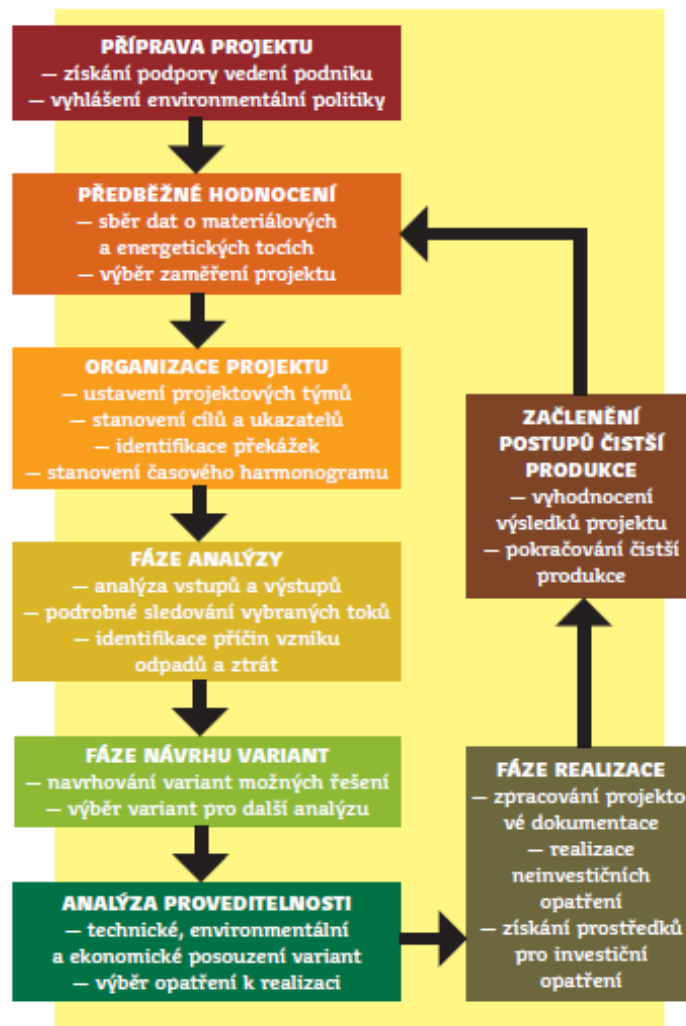 PŘÍPRAVA PROJEKTU
— získání podpory vedení podniku
— vyhlášení environmentální politiky
PŘEDBĚŽNÉ HODNOCENÍ
— sběr dat o materiálových
a energetických tocích
— výběr zaměření projektu
ORGANIZACE PROJEKTU
— ustavení projektových týmů
— stanovení cílů a ukazatelů
— identifikace překážek
— stanovení časového harmonogramu
FÁZE ANALÝZY
— analýza vstupů a výstupů
— podrobné sledování vybraných toků
— identifikace příčin vzniku
odpadů a ztrát
FÁZE NÁVRHU VARIANT
— navrhování variant možných řešení
— výběr variant pro další analýzu
ANALÝZA PROVEDITELNOSTI
— technické, environmentální
a ekonomické posouzení variant
— výběr opatření k realizaci
FÁZE REALIZACE
— zpracování projekto
vé dokumentace
— realizace
neinvestičních
opatření
— získání prostředků
pro investiční
opatření
ZAČLENĚNÍ
POSTUPŮ ČISTŠÍ
PRODUKCE
— vyhodnocení
výsledků projektu
— pokračování čistší
produkce